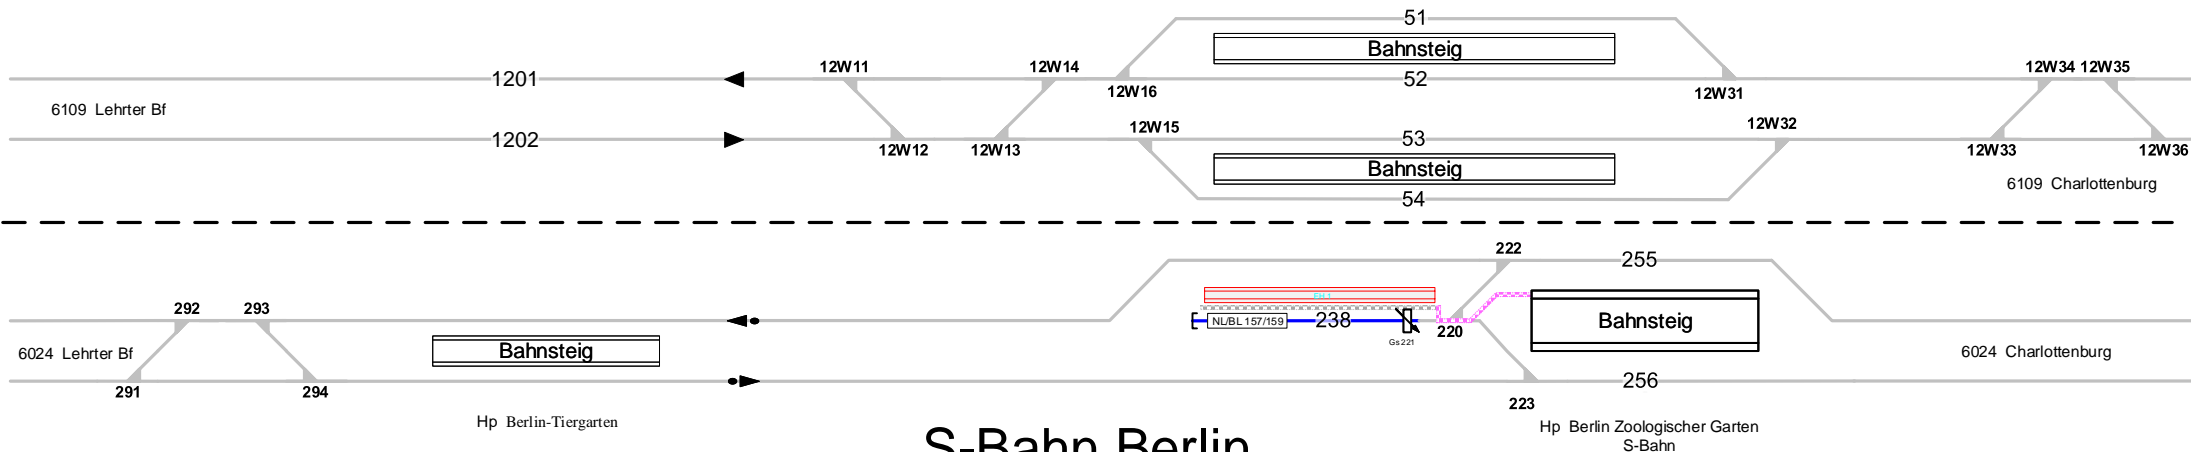 51
Bahnsteig
12W11
12W14
12W34 12W35
1201
52
12W16
12W31
6109 Lehrter Bf
12W15
12W32
1202
53
12W12
12W13
12W33
12W36
Bahnsteig
6109 Charlottenburg
54
222
255
292
293
NL/BL 157/159
238
220
Bahnsteig
Gs 221
6024 Lehrter Bf
Bahnsteig
6024 Charlottenburg
291
294
256
223
Hp Berlin-Tiergarten
Hp Berlin Zoologischer Garten
S-Bahn
S-Bahn Berlin